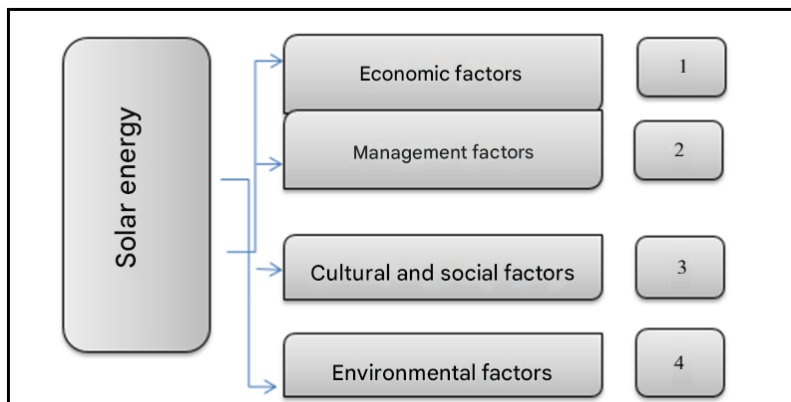 Solar energy
Economic factors
1
Management factors
2
Cultural and social factors
3
Environmental factors
4